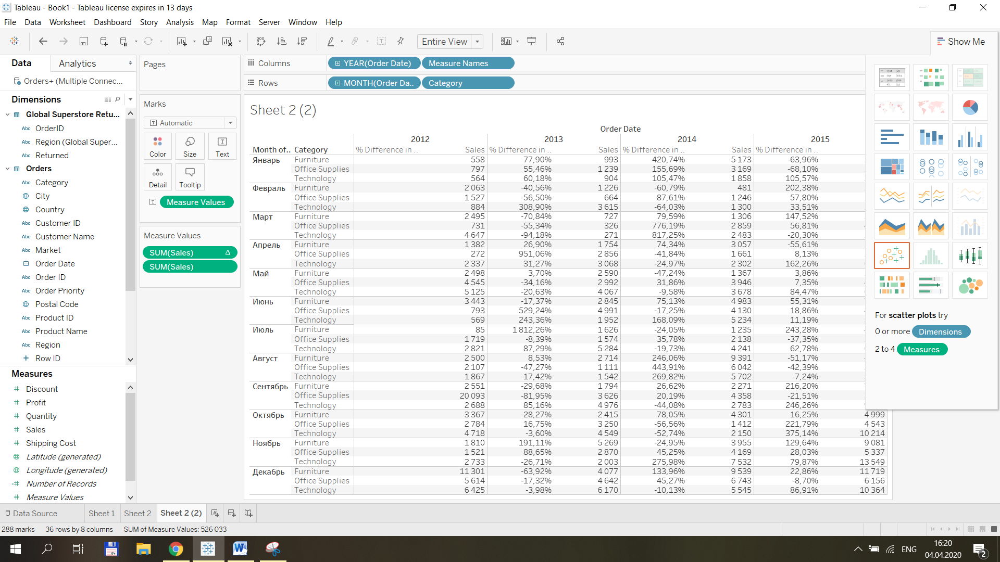 Tableau - Book1 - Tableau license expires in 13 days
File Data Worksheet Dashboard Story Analysis Map Format Server Window Help
Entire View
Show Me
Data Analytics
Orders+ (Multiple Connec...
Dimensions
Global Superstore Retu...
Abc OrderID
Abc Region (Global Super...
Abc Returned
Orders
Abc Category
City
Country
Abc Customer ID
Abc Customer Name
Abc Market
Order Date
Abc Order ID
Abc Order Priority
Postal Code
Abc Product ID
Abc Product Name
Abc Region
# Row ID
Measures
# Discount
# Profit
# Quantity
# Sales
# Shipping Cost
Latitude (generated)
Longitude (generated)
=# Number of Records
# Measure Values
Pages
Marks
T Automatic
Color Size Text
Detail Tooltip
T Measure Values
Measure Values
SUM(Sales) Δ
SUM(Sales)
Columns YEAR(Order Date) Measure Names
Rows MONTH(Order Da.. Category
Sheet 2 (2)
Order Date
2012 2013 2014 2015
Month of.. Category % Difference in .. Sales % Difference in .. Sales % Difference in .. Sales % Difference in ..
Январь Furniture 558 77,90% 993 420,74% 5 173 -63,96%
Office Supplies 797 55,46% 1 239 155,69% 3 169 -68,10%
Technology 564 60,18% 904 105,47% 1 858 105,57%
Февраль Furniture 2 063 -40,56% 1 226 -60,79% 481 202,38%
Office Supplies 1 527 -56,50% 664 87,61% 1 246 57,80%
Technology 884 308,90% 3 615 -64,03% 1 300 33,51%
Март Furniture 2 495 -70,84% 727 79,59% 1 306 147,52%
Office Supplies 731 -55,34% 326 776,19% 2 859 56,81%
Technology 4 647 -94,18% 271 817,25% 2 483 -20,30%
Апрель Furniture 1 382 26,90% 1 754 74,34% 3 057 -55,61%
Office Supplies 272 951,06% 2 856 -41,84% 1 661 8,13%
Technology 2 337 31,27% 3 068 -24,97% 2 302 162,26%
Май Furniture 2 498 3,70% 2 590 -47,24% 1 367 3,86%
Office Supplies 4 545 -34,16% 2 992 31,86% 3 946 7,35%
Technology 5 125 -20,63% 4 067 -9,58% 3 678 84,47%
Июнь Furniture 3 443 -17,37% 2 845 75,13% 4 983 55,31%
Office Supplies 793 529,24% 4 991 -17,25% 4 130 18,86%
Technology 569 243,36% 1 952 168,09% 5 234 11,19%
Июль Furniture 85 1 812,26% 1 626 -24,05% 1 235 243,28%
Office Supplies 1 719 -8,39% 1 574 35,78% 2 138 -37,35%
Technology 2 821 87,29% 5 284 -19,73% 4 241 62,78%
Август Furniture 2 500 8,53% 2 714 246,06% 9 391 -51,17%
Office Supplies 2 107 -47,27% 1 111 443,91% 6 042 -42,39%
Technology 1 867 -17,42% 1 542 269,82% 5 702 -7,24%
Сентябрь Furniture 2 551 -29,68% 1 794 26,62% 2 271 216,20%
Office Supplies 20 093 -81,95% 3 626 20,19% 4 358 -21,51%
Technology 2 688 85,16% 4 976 -44,08% 2 783 246,26%
Октябрь Furniture 3 367 -28,27% 2 415 78,05% 4 301 16,25% 4 999
Office Supplies 2 784 16,75% 3 250 -56,56% 1 412 221,79% 4 543
Technology 4 718 -3,60% 4 549 -52,74% 2 150 375,14% 10 214
Ноябрь Furniture 1 810 191,11% 5 269 -24,95% 3 955 129,64% 9 081
Office Supplies 1 521 88,65% 2 870 45,25% 4 169 28,03% 5 337
Technology 2 733 -26,71% 2 003 275,98% 7 532 79,87% 13 549
Декабрь Furniture 11 301 -63,92% 4 077 133,96% 9 539 22,86% 11 719
Office Supplies 5 614 -17,32% 4 642 45,27% 6 743 -8,70% 6 156
Technology 6 425 -3,98% 6 170 -10,13% 5 545 86,91% 10 364
For scatter plots try
0 or more Dimensions
2 to 4 Measures
Data Source Sheet 1 Sheet 2 Sheet 2 (2)
288 marks 36 rows by 8 columns SUM of Measure Values: 526 033
64
ENG
16:20
04.04.2020
2